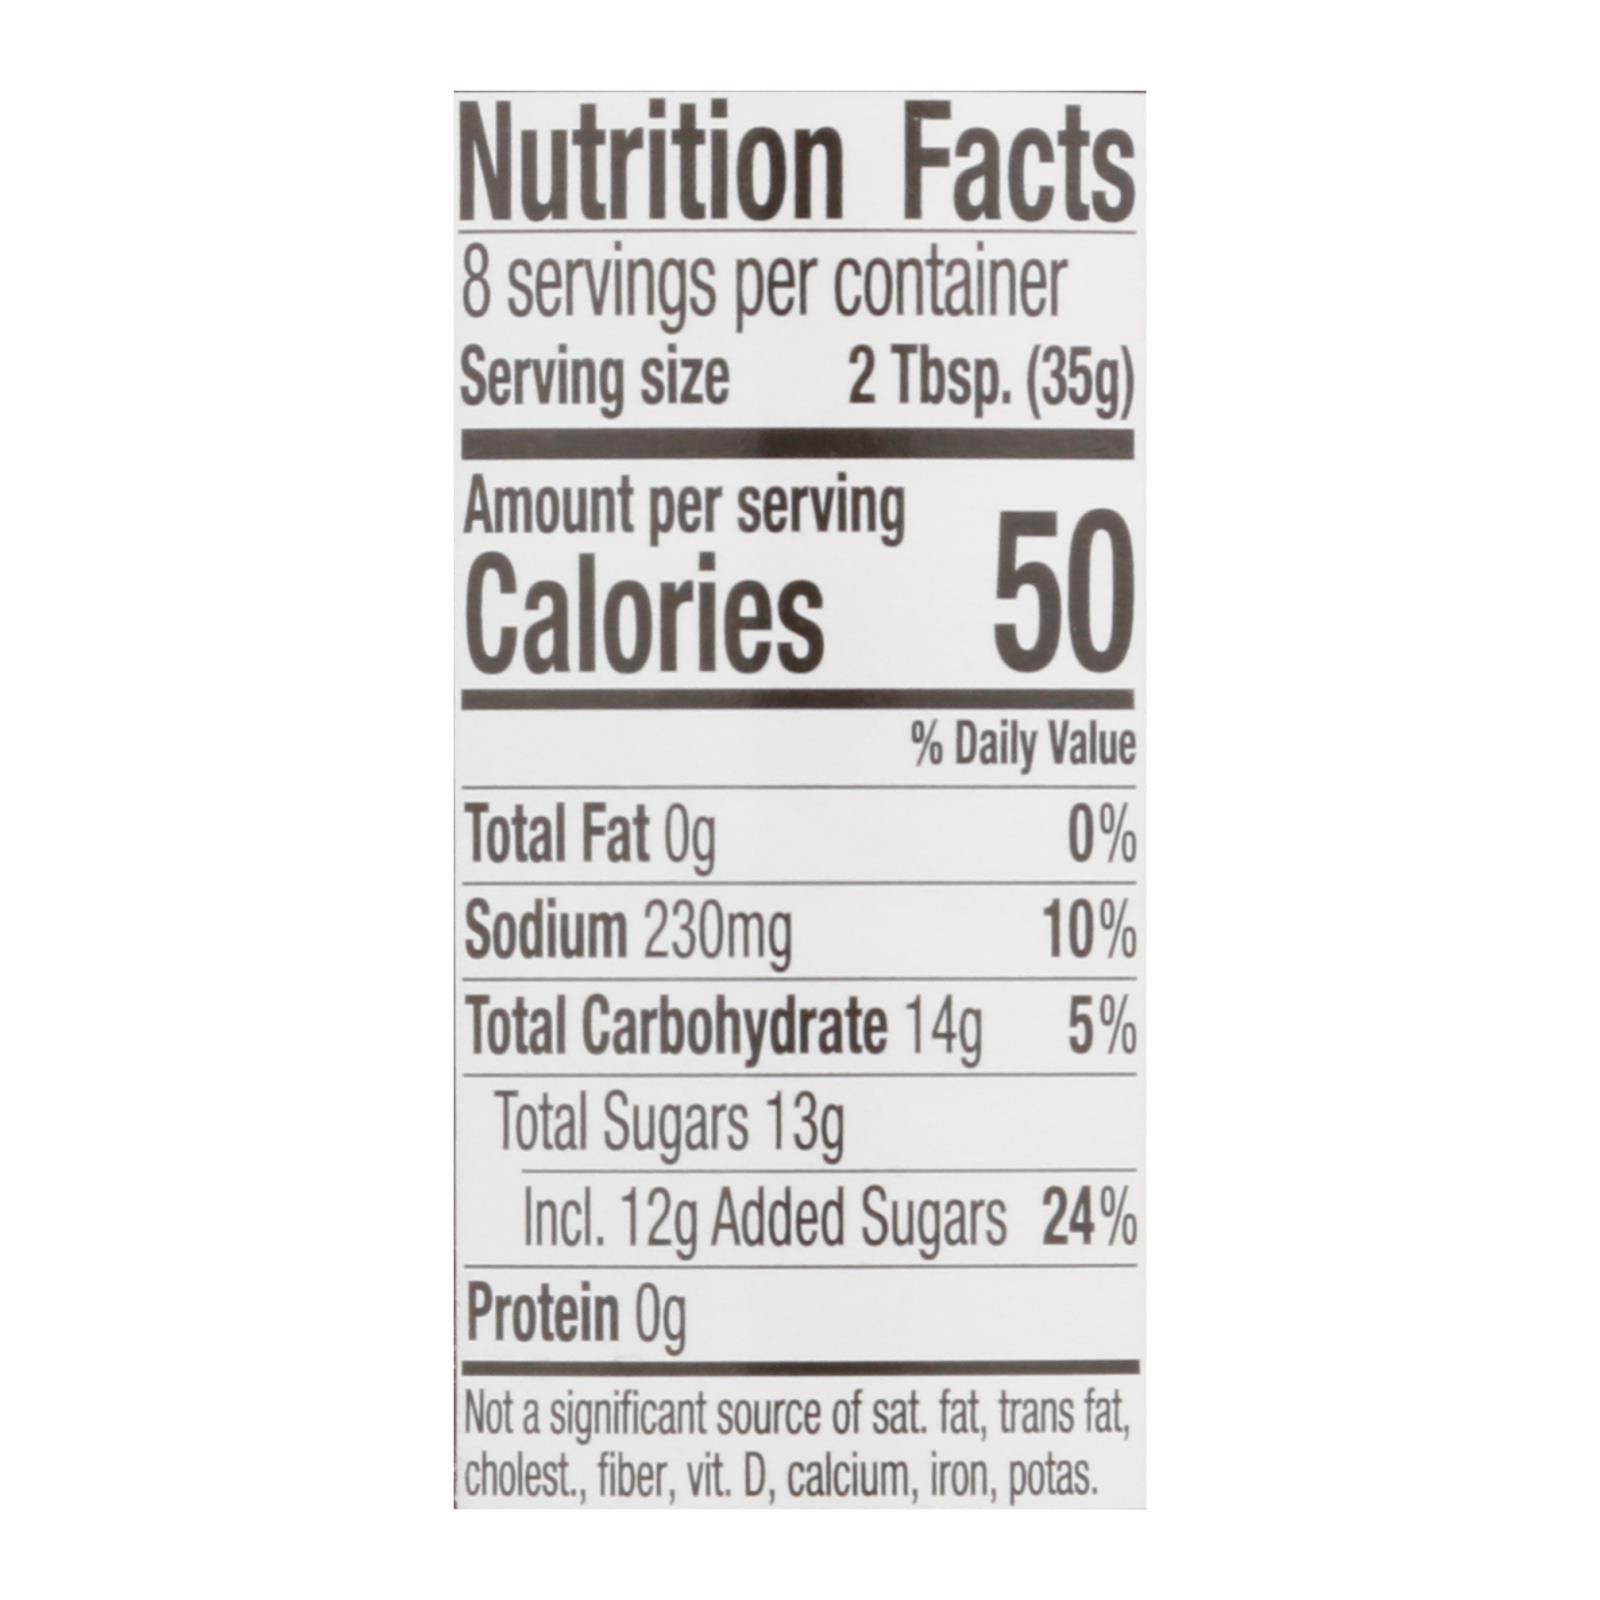 Nutrition Facts
8 servings per container
Serving size 2 Tbsp. (35g)
Amount per serving
Calories 50
% Daily Value
Total Fat 0g 0%
Sodium 230mg 10%
Total Carbohydrate 14g 5%
Total Sugars 13g
Incl. 12g Added Sugars 24%
Protein 0g
Not a significant source of sat. fat, trans fat,
cholest., fiber, vit. D, calcium, iron, potas.